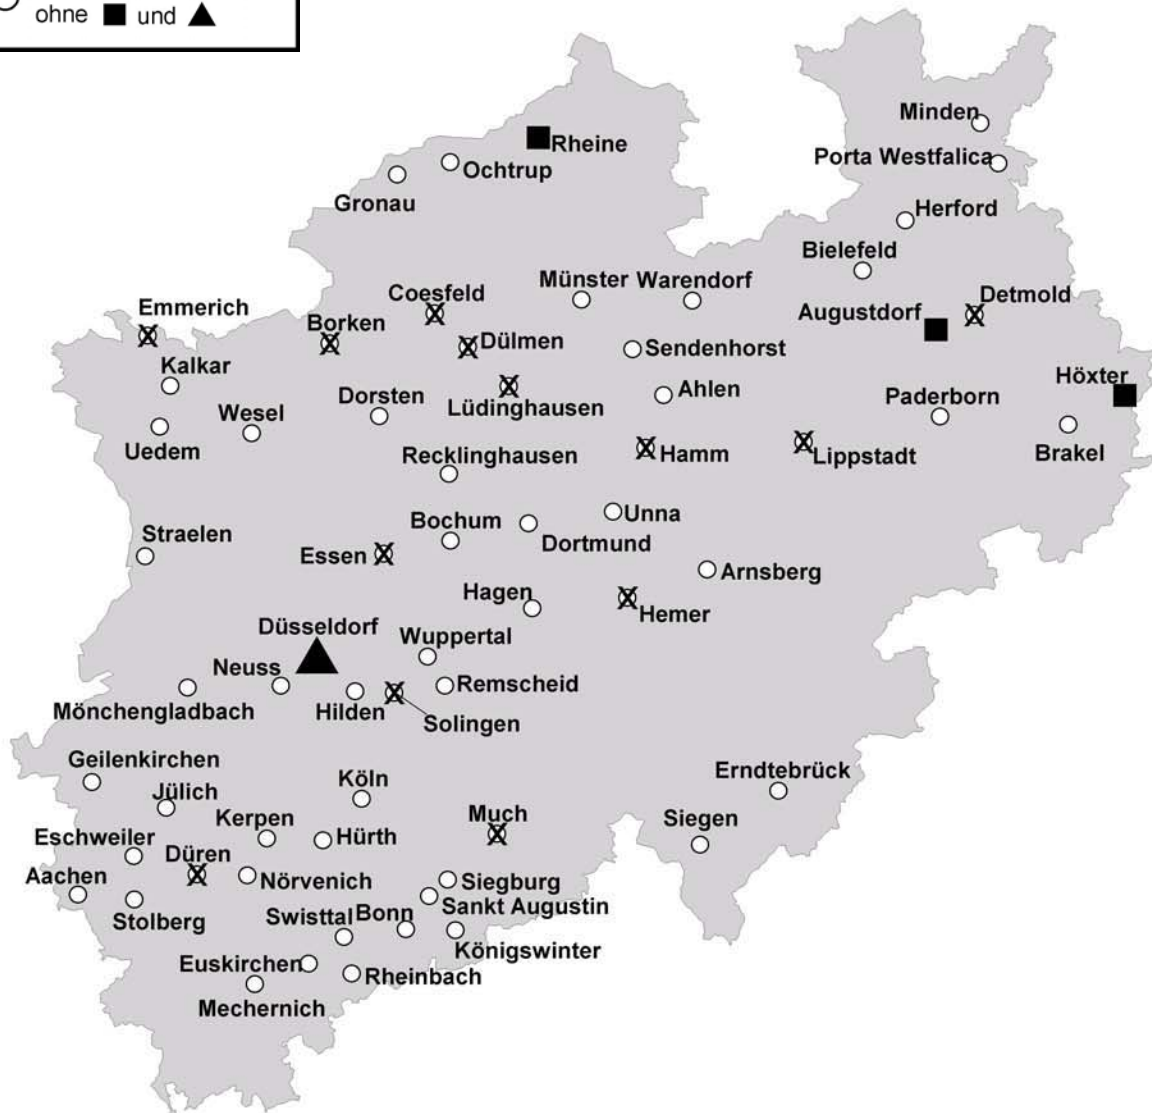 ohne ■ und ▲
Minden
Rheine
Porta Westfalica
Ochtrup
Gronau
Herford
Bielefeld
Münster
Warendorf
Coesfeld
Detmold
Emmerich
Augustdorf
Borken
Dülmen
Sendenhorst
Kalkar
Höxter
Ahlen
Dorsten
Paderborn
Lüdinghausen
Wesel
Uedem
Brakel
Hamm
Recklinghausen
Lippstadt
Unna
Bochum
Straelen
Dortmund
Essen
Arnsberg
Hagen
Hemer
Düsseldorf
Wuppertal
Neuss
Remscheid
Mönchengladbach
Hilden
Solingen
Geilenkirchen
Erndtebrück
Köln
Jülich
Much
Kerpen
Siegen
Eschweiler
Hürth
Düren
Aachen
Nörvenich
Siegburg
Sankt Augustin
Swisttal
Bonn
Stolberg
Königswinter
Euskirchen
Rheinbach
Mechernich